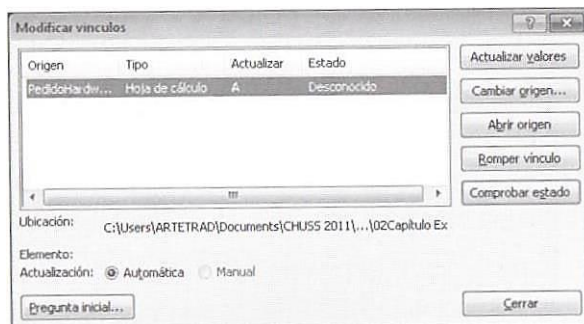 Modificar vínculos
Origen Tipo Actualizar Estado
PedidoHardw... Hoja de cálculo A Desconocido
Actualizar valores
Cambiar origen...
Abrir origen
Romper vínculo
Comprobar estado
Ubicación: C:\Users\ARTETRAD\Documents\CHUSS 2011\...\02Capítulo Ex
Elemento:
Actualización: Automática Manual
Pregunta inicial...
Cerrar